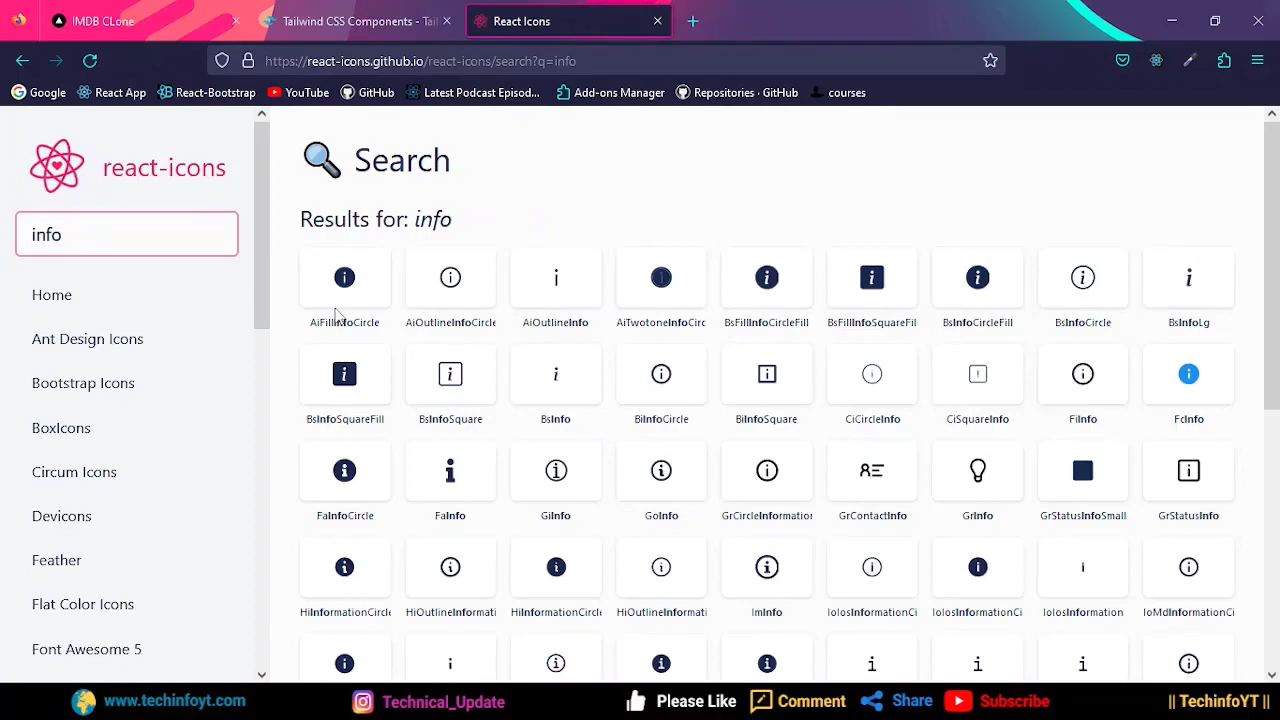 IMDB CLone
Tailwind CSS Components - Tail
React Icons
https://react-icons.github.io/react-icons/search?q=info
Google
React App
React-Bootstrap
YouTube
GitHub
Latest Podcast Episod...
Add-ons Manager
Repositories · GitHub
courses
react-icons
info
Home
Ant Design Icons
Bootstrap Icons
BoxIcons
Circum Icons
Devicons
Feather
Flat Color Icons
Font Awesome 5
Search
Results for: info
AiFillInfoCircle AiOutlineInfoCircle AiOutlineInfo AiTwotoneInfoCirc BsFillInfoCircleFill BsFillInfoSquareFil BsInfoCircleFill BsInfoCircle BsInfoLg
BsInfoSquareFill BsInfoSquare BsInfo BiInfoCircle BiInfoSquare CiCircleInfo CiSquareInfo FiInfo FcInfo
FaInfoCircle FaInfo GiInfo GoInfo GrCircleInformation GrContactInfo GrInfo GrStatusInfoSmall GrStatusInfo
HiInformationCircle HiOutlineInformati HiInformationCircle HiOutlineInformati ImInfo IoIosInformationCi IoIosInformationCi IoIosInformation IoMdInformationCi
www.techinfoyt.com
Technical_Update
Please Like
Comment
Share
Subscribe
|| TechinfoYT ||